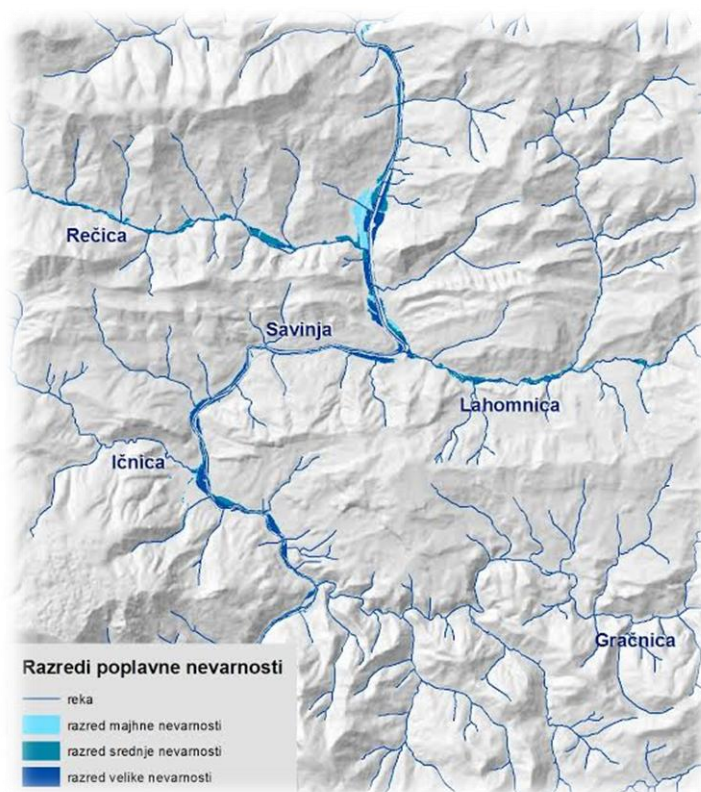 Rečica
Savinja
Lahomnica
Ičnica
Gračnica
Razredi poplavne nevarnosti
reka
razred majhne nevarnosti
razred srednje nevarnosti
razred velike nevarnosti